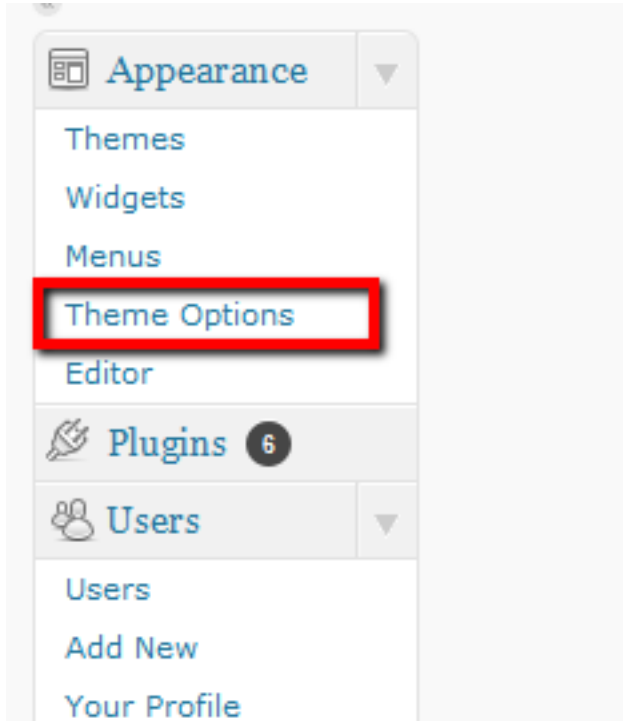 Appearance
Themes
Widgets
Menus
Theme Options
Editor
Plugins 6
Users
Users
Add New
Your Profile